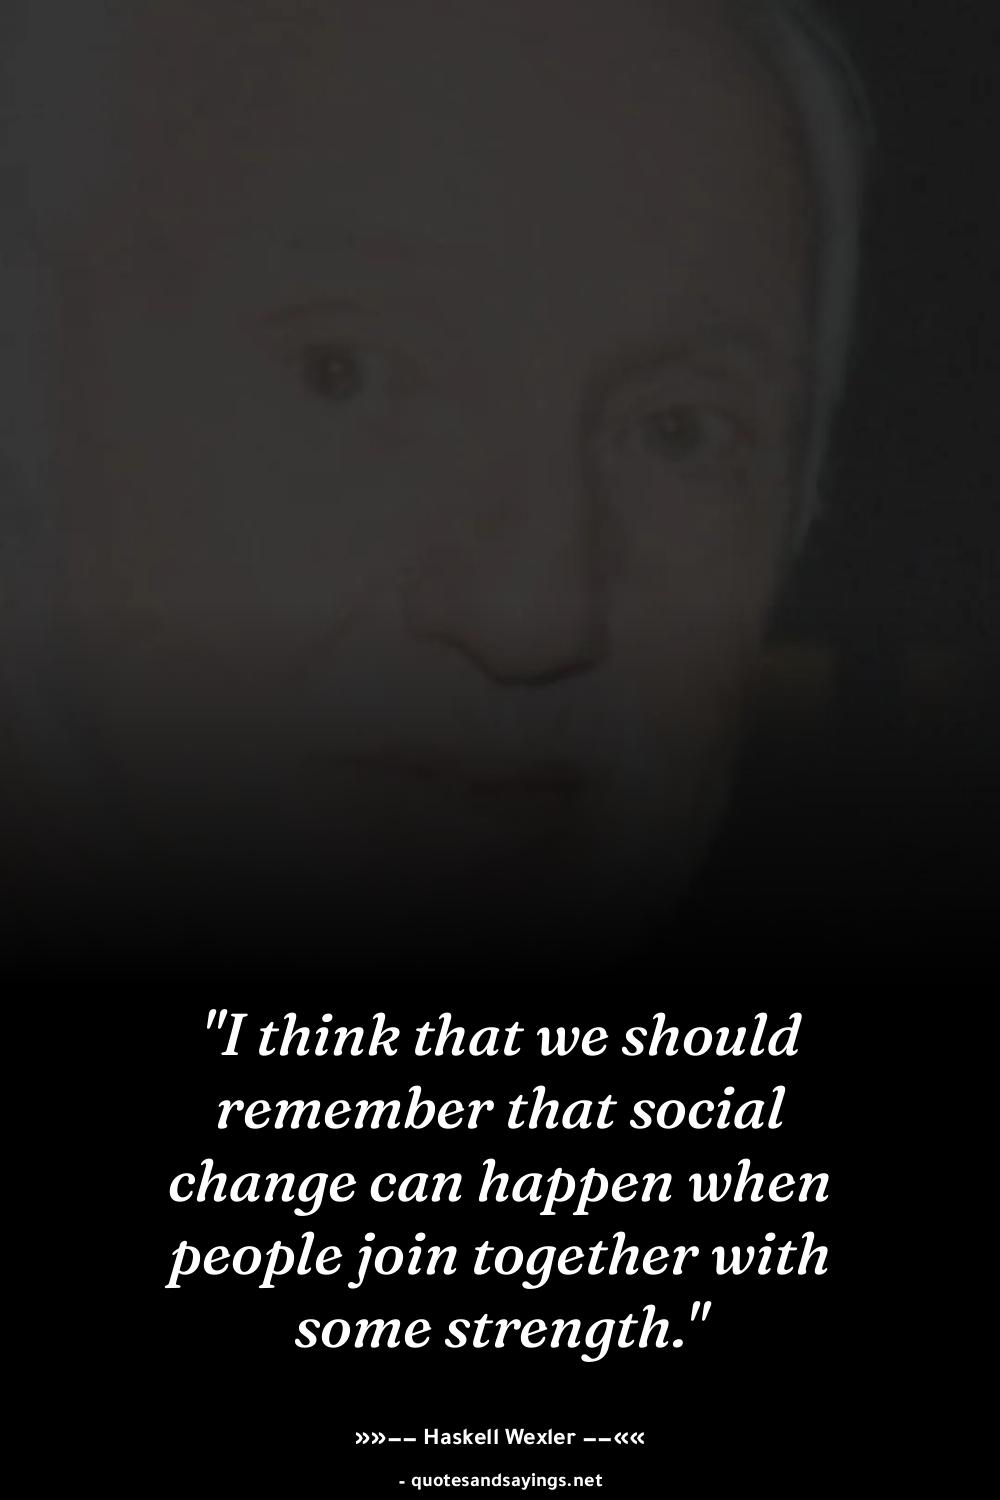 "I think that we should
remember that social
change can happen when
people join together with
some strength."
»»−− Haskell Wexler −−««
- quotesandsayings.net